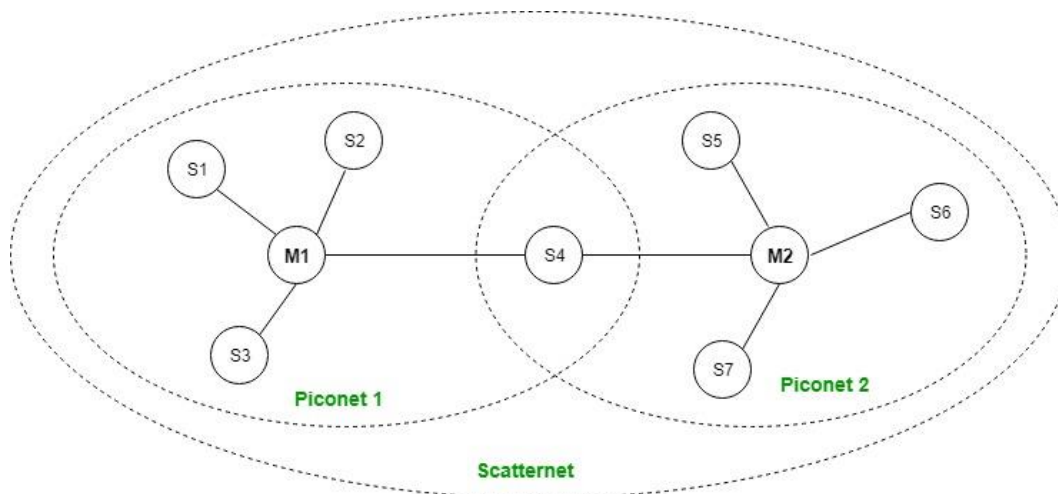 S1
S2
S3
M1
S4
S5
S6
M2
S7
Piconet 1
Piconet 2
Scatternet